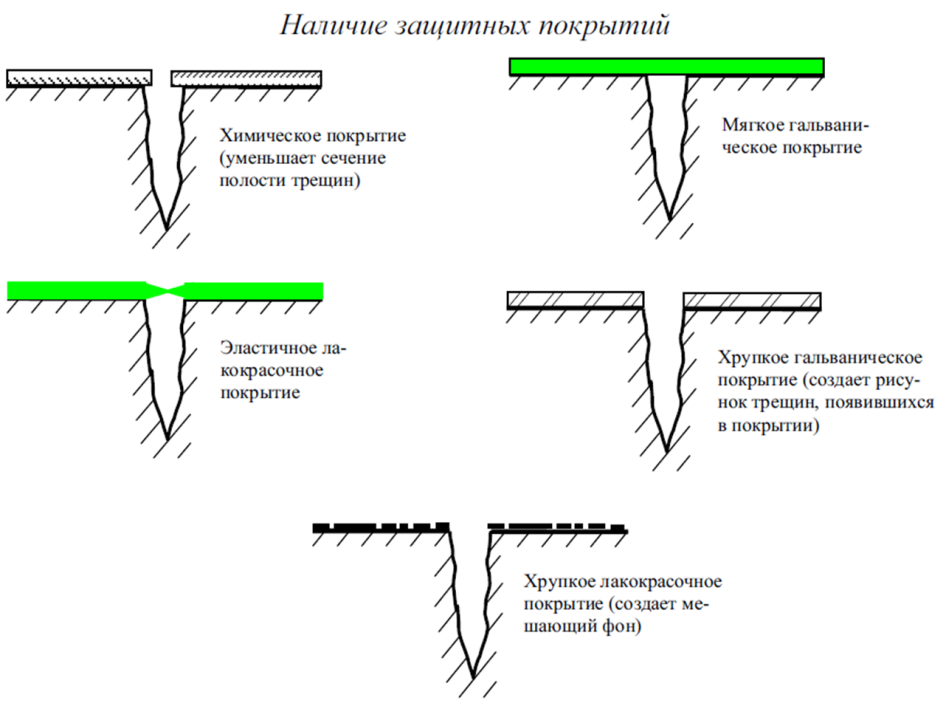 Наличие защитных покрытий
Химическое покрытие
(уменьшает сечение
полости трещин)
Мягкое гальвани-
ческое покрытие
Эластичное ла-
кокрасочное
покрытие
Хрупкое гальваническое
покрытие (создает рису-
нок трещин, появившихся
в покрытии)
Хрупкое лакокрасочное
покрытие (создает ме-
шающий фон)